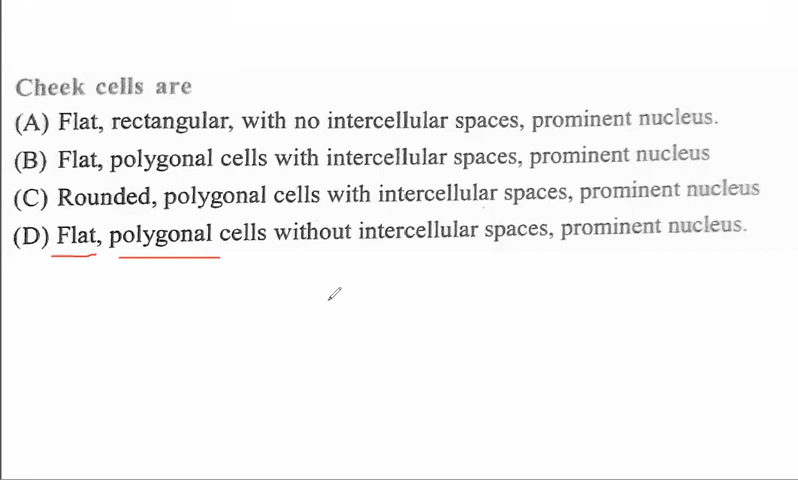 Cheek cells are
(A) Flat, rectangular, with no intercellular spaces, prominent nucleus.
(B) Flat, polygonal cells with intercellular spaces, prominent nucleus
(C) Rounded, polygonal cells with intercellular spaces, prominent nucleus
(D) Flat, polygonal cells without intercellular spaces, prominent nucleus.